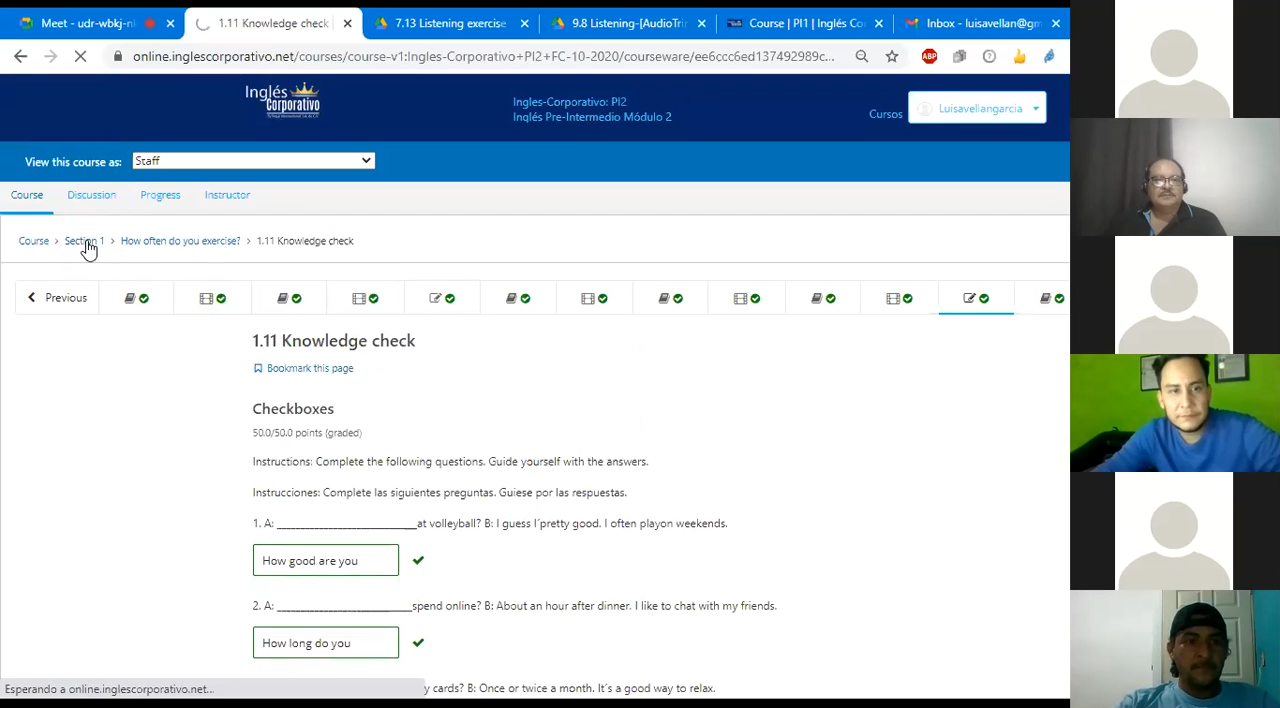 Meet - udr-wbkj-n
1.11 Knowledge check
7.13 Listening exercise
9.8 Listening-[AudioTri
Course | PI1 | Inglés Co
Inbox - luisavellan@gm
online.inglescorporativo.net/courses/course-v1:Ingles-Corporativo+PI2+FC-10-2020/courseware/ee6ccc6ed137492989c...
ABP
Inglés
Corporativo
Ingles-Corporativo: PI2
Inglés Pre-Intermedio Módulo 2
Cursos
Luisaveliangarcia
View this course as:
Staff
Course
Discussion
Progress
Instructor
Course > Section 1 > How often do you exercise? > 1.11 Knowledge check
Previous
1.11 Knowledge check
Bookmark this page
Checkboxes
50.0/50.0 points (graded)
Instructions: Complete the following questions. Guide yourself with the answers.
Instrucciones: Complete las siguientes preguntas. Guiese por las respuestas.
1. A: ____________________________at volleyball? B: I guess I´pretty good. I often playon weekends.
How good are you
2. A: ___________________________spend online? B: About an hour after dinner. I like to chat with my friends.
How long do you
y cards? B: Once or twice a month. It's a good way to relax.
Esperando a online.inglescorporativo.net...